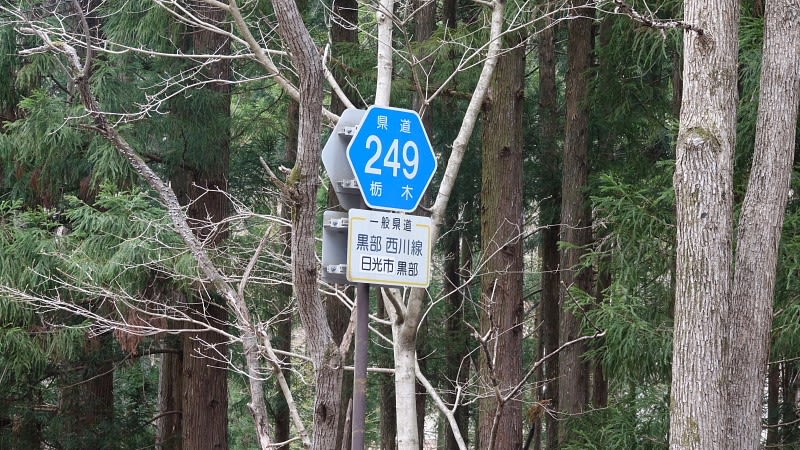 県道
249
栃木
一般県道
黒部西川線
日光市黒部